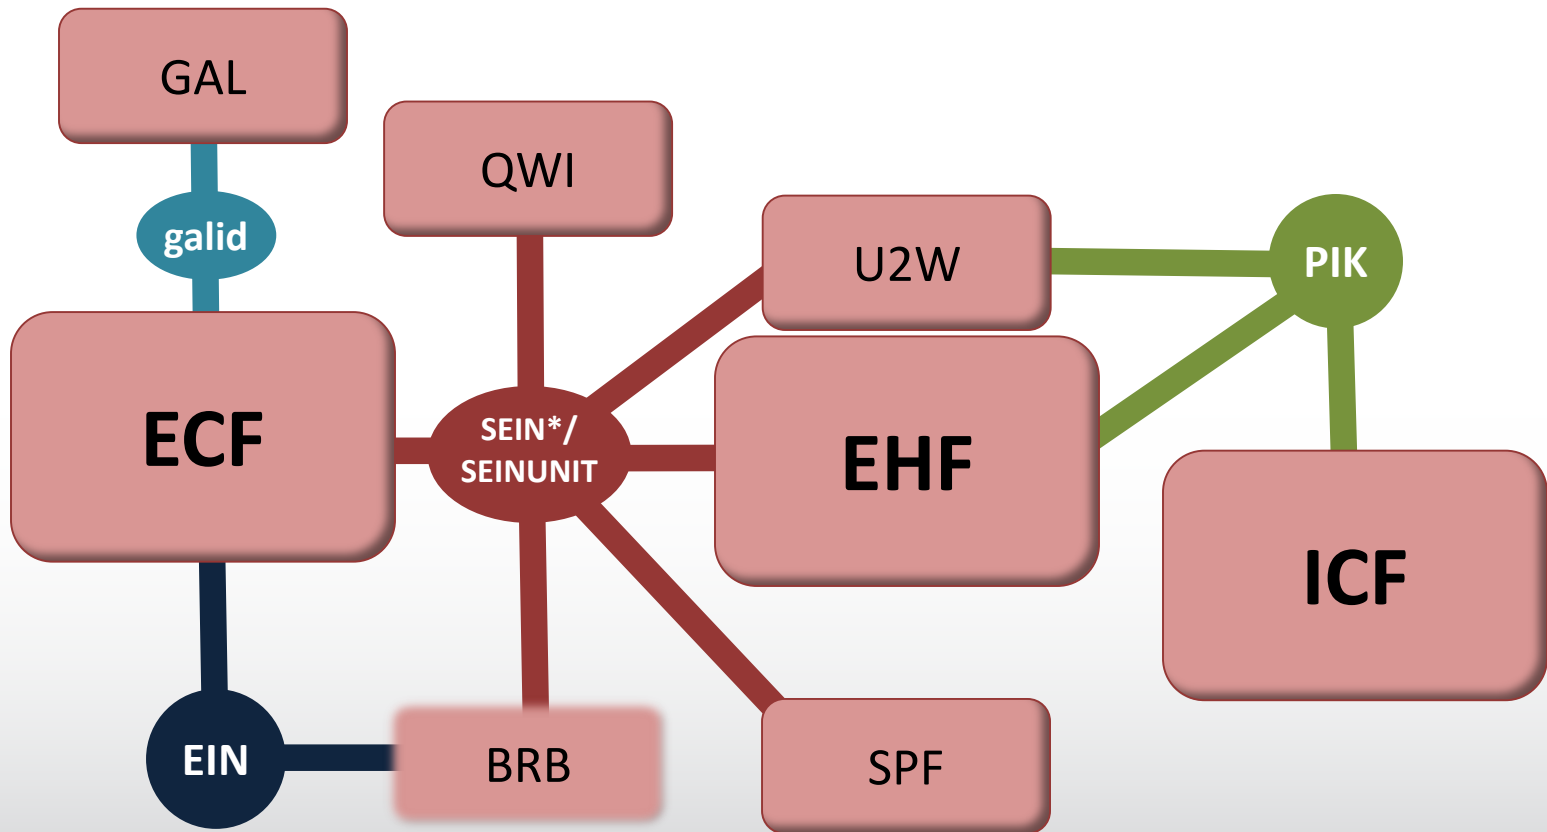 GAL
QWI
galid
U2W
PIK
ECF
SEIN*/
SEINUNIT
EHF
ICF
EIN
BRB
SPF